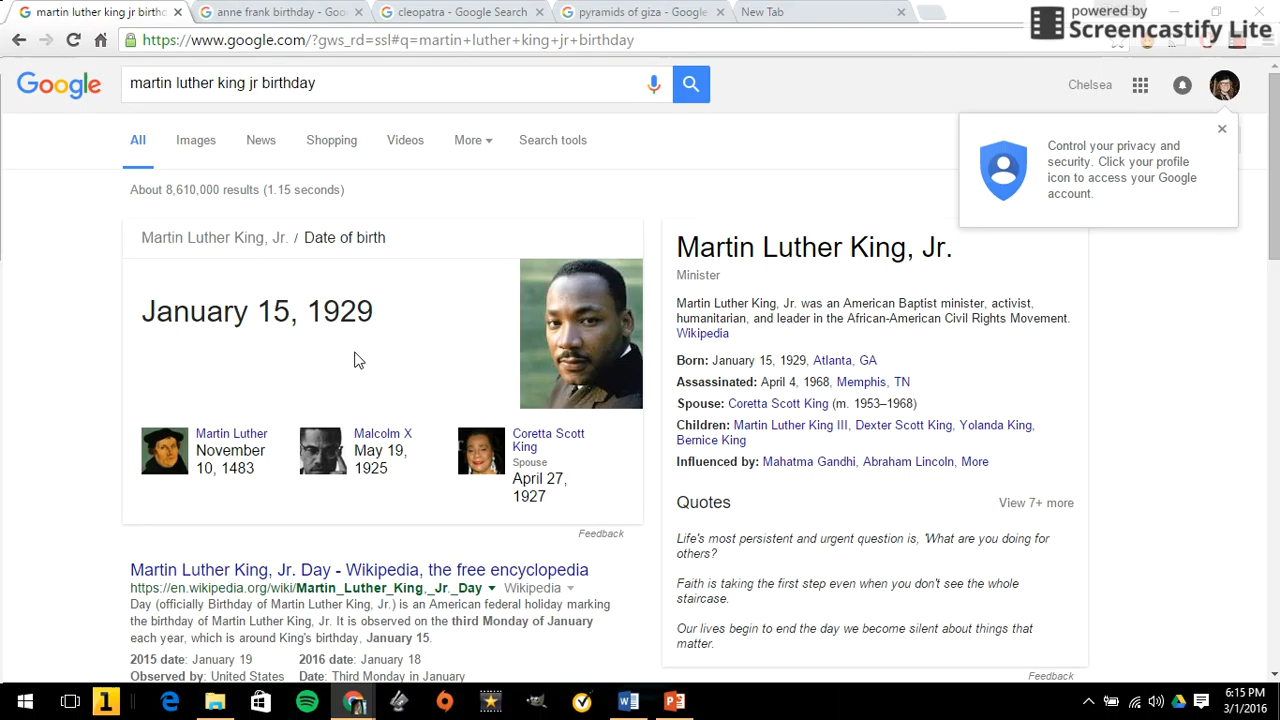 martin luther king jr birthd
anne frank birthday - Goo
cleopatra - Google Search
pyramids of giza - Google
New Tab
powered by
Screencastify Lite
https://www.google.com/?gws_rd=ssl#q=martin+luther+king+jr+birthday
Google
martin luther king jr birthday
Chelsea
All
Images
News
Shopping
Videos
More
Search tools
Control your privacy and
security. Click your profile
icon to access your Google
account.
About 8,610,000 results (1.15 seconds)
Martin Luther King, Jr. / Date of birth
January 15, 1929
Martin Luther
November
10, 1483
Malcolm X
May 19,
1925
Coretta Scott
King
Spouse
April 27,
1927
Feedback
Martin Luther King, Jr. Day - Wikipedia, the free encyclopedia
https://en.wikipedia.org/wiki/Martin_Luther_King,_Jr._Day Wikipedia
Day (officially Birthday of Martin Luther King, Jr.) is an American federal holiday marking
the birthday of Martin Luther King, Jr. It is observed on the third Monday of January
each year, which is around King's birthday, January 15.
2015 date: January 19
2016 date: January 18
Observed by: United States
Date: Third Monday in January
Martin Luther King, Jr.
Minister
Martin Luther King, Jr. was an American Baptist minister, activist,
humanitarian, and leader in the African-American Civil Rights Movement.
Wikipedia
Born: January 15, 1929, Atlanta, GA
Assassinated: April 4, 1968, Memphis, TN
Spouse: Coretta Scott King (m. 1953–1968)
Children: Martin Luther King III, Dexter Scott King, Yolanda King,
Bernice King
Influenced by: Mahatma Gandhi, Abraham Lincoln, More
Quotes
View 7+ more
Life's most persistent and urgent question is, 'What are you doing for
others?
Faith is taking the first step even when you don't see the whole
staircase.
Our lives begin to end the day we become silent about things that
matter.
Feedback
1
6:15 PM
3/1/2016